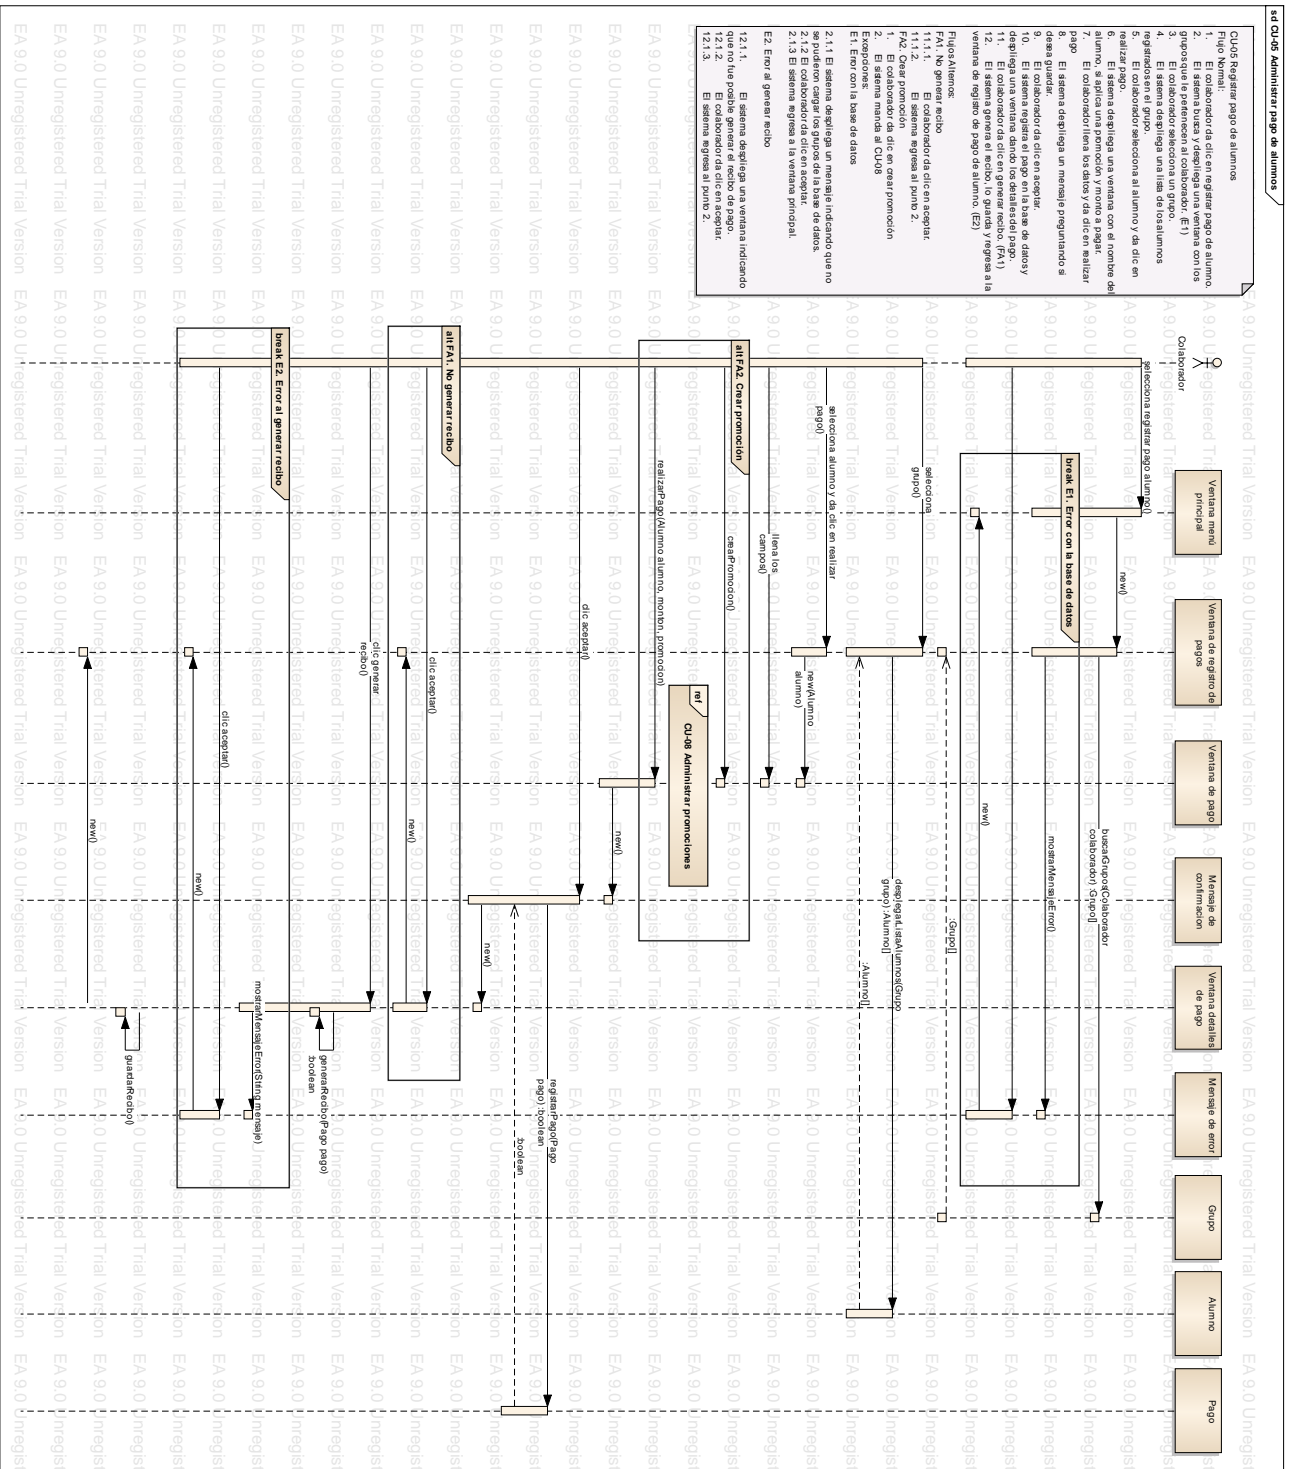 sd CU-05 Administrar pago de alumnos
CU-05 Registrar pago de alumnos
Flujo Normal:
1. El colaborador da clic en registrar pago de alumno.
2. El sistema busca y despliega una ventana con los
grupos que le pertenecen al colaborador. (E1)
3. El colaborador selecciona un grupo.
4. El sistema despliega una lista de los alumnos
registrados en el grupo.
5. El colaborador selecciona al alumno y da clic en
realizar pago.
6. El sistema despliega una ventana con el nombre del
alumno, si aplica una promoción y monto a pagar.
7. El colaborador llena los datos y da clic en realizar
pago
8. El sistema despliega un mensaje preguntando si
desea guardar.
9. El colaborador da clic en aceptar.
10. El sistema registra el pago en la base de datos y
despliega una ventana dando los detalles del pago.
11. El colaborador da clic en generar recibo. (FA1)
12. El sistema genera el recibo, lo guarda y regresa a la
ventana de registro de pago de alumno. (E2)
Flujos Alternos:
FA1. No generar recibo
11.1.1. El colaborador da clic en aceptar.
11.1.2. El sistema regresa al punto 2.
FA2. Crear promoción
1. El colaborador da clic en crear promoción
2. El sistema manda al CU-08
Excepciones:
E1. Error con la base de datos
2.1.1 El sistema despliega un mensaje indicando que no
se pudieron cargar los grupos de la base de datos.
2.1.2 El colaborador da clic en aceptar.
2.1.3 El sistema regresa a la ventana principal.
E2. Error al generar recibo
12.1.1. El sistema despliega una ventana indicando
que no fue posible generar el recibo de pago.
12.1.2. El colaborador da clic en aceptar.
12.1.3. El sistema regresa al punto 2.
Colaborador
Ventana menú
principal
Ventana de registro de
pagos
Ventana de pago
Mensaje de
confirmacion
Ventana detalles
de pago
Mensaje de error
Grupo
Alumno
Pago
selecciona registrar pago alumno()
new()
buscarGrupos(Colaborador
colaborador) :Grupo[]
break E1. Error con la base de datos
mostrarMensajeError()
new()
:Grupo[]
selecciona
grupo()
desplegarListaAlumnos(Grupo
grupo) :Alumno[]
:Alumno[]
selecciona alumno y da clic en realizar
pago()
new(Alumno
alumno)
llena los
campos()
alt FA2. Crear promoción
crearPromocion()
ref
CU-08 Administrar promociones
realizarPago(Alumno alumno, monton, promocion)
new()
clic aceptar()
registrarPago(Pago
pago) :boolean
:boolean
new()
alt FA1. No generar recibo
clic aceptar()
new()
clic generar
recibo()
generarRecibo(Pago pago)
:boolean
break E2. Error al generar recibo
mostrarMensajeError(String mensaje)
clic aceptar()
new()
guardarRecibo()
new()
EA 9.0 Unregistered Trial Version